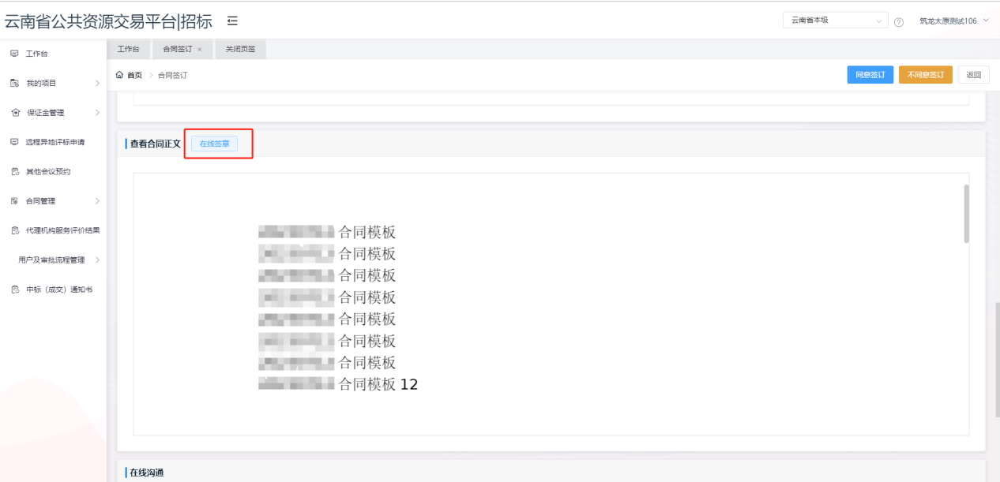 云南省公共资源交易平台|招标
云南省本级
筑龙太原测试106
工作台
我的项目
保证金管理
远程异地评标申请
其他会议预约
合同管理
代理机构服务评价结果
用户及审批流程管理
中标（成交）通知书
工作台 合同签订 × 关闭页签
首页 > 合同签订
同意签订 不同意签订 返回
查看合同正文 在线签章
合同模板
合同模板
合同模板
合同模板
合同模板
合同模板
合同模板
合同模板 12
在线沟通